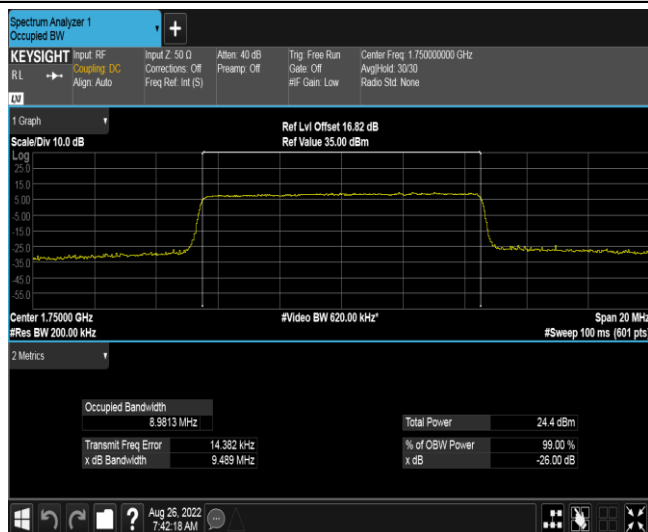 Spectrum Analyzer 1
Occupied BW
+
KEYSIGHT
R L
LXI
Input: RF
Coupling: DC
Align: Auto
Input Z: 50 Ω
Corrections: Off
Freq Ref: Int (S)
Atten: 40 dB
Preamp: Off
Trig: Free Run
Gate: Off
#IF Gain: Low
Center Freq: 1.750000000 GHz
Avg|Hold: 30/30
Radio Std: None
1 Graph
Scale/Div 10.0 dB
Ref Lvl Offset 16.82 dB
Ref Value 35.00 dBm
Log
25.0
15.0
5.00
-5.00
-15.0
-25.0
-35.0
-45.0
-55.0
Center 1.75000 GHz
#Video BW 620.00 kHz*
Span 20 MHz
#Res BW 200.00 kHz
#Sweep 100 ms (601 pts)
2 Metrics
Occupied Bandwidth
8.9813 MHz
Total Power 24.4 dBm
Transmit Freq Error 14.382 kHz
% of OBW Power 99.00 %
x dB Bandwidth 9.489 MHz
x dB -26.00 dB
?
Aug 26, 2022
7:42:18 AM